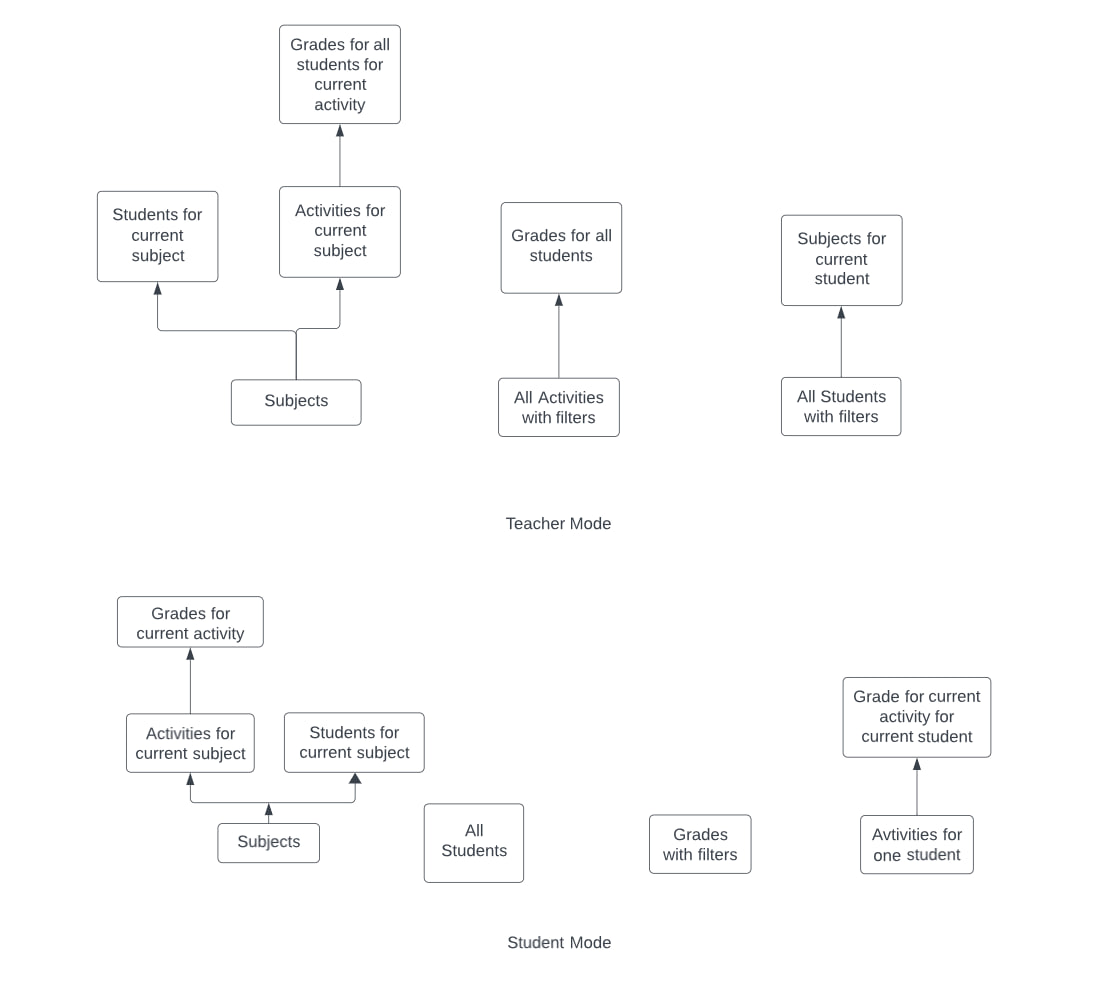 Grades for all
students for
current
activity
Students for
current
subject
Activities for
current
subject
Grades for all
students
Subjects for
current
student
Subjects
All Activities
with filters
All Students
with filters
Teacher Mode
Grades for
current activity
Activities for
current subject
Students for
current subject
Grade for current
activity for
current student
Subjects
All
Students
Grades
with filters
Avtivities for
one student
Student Mode